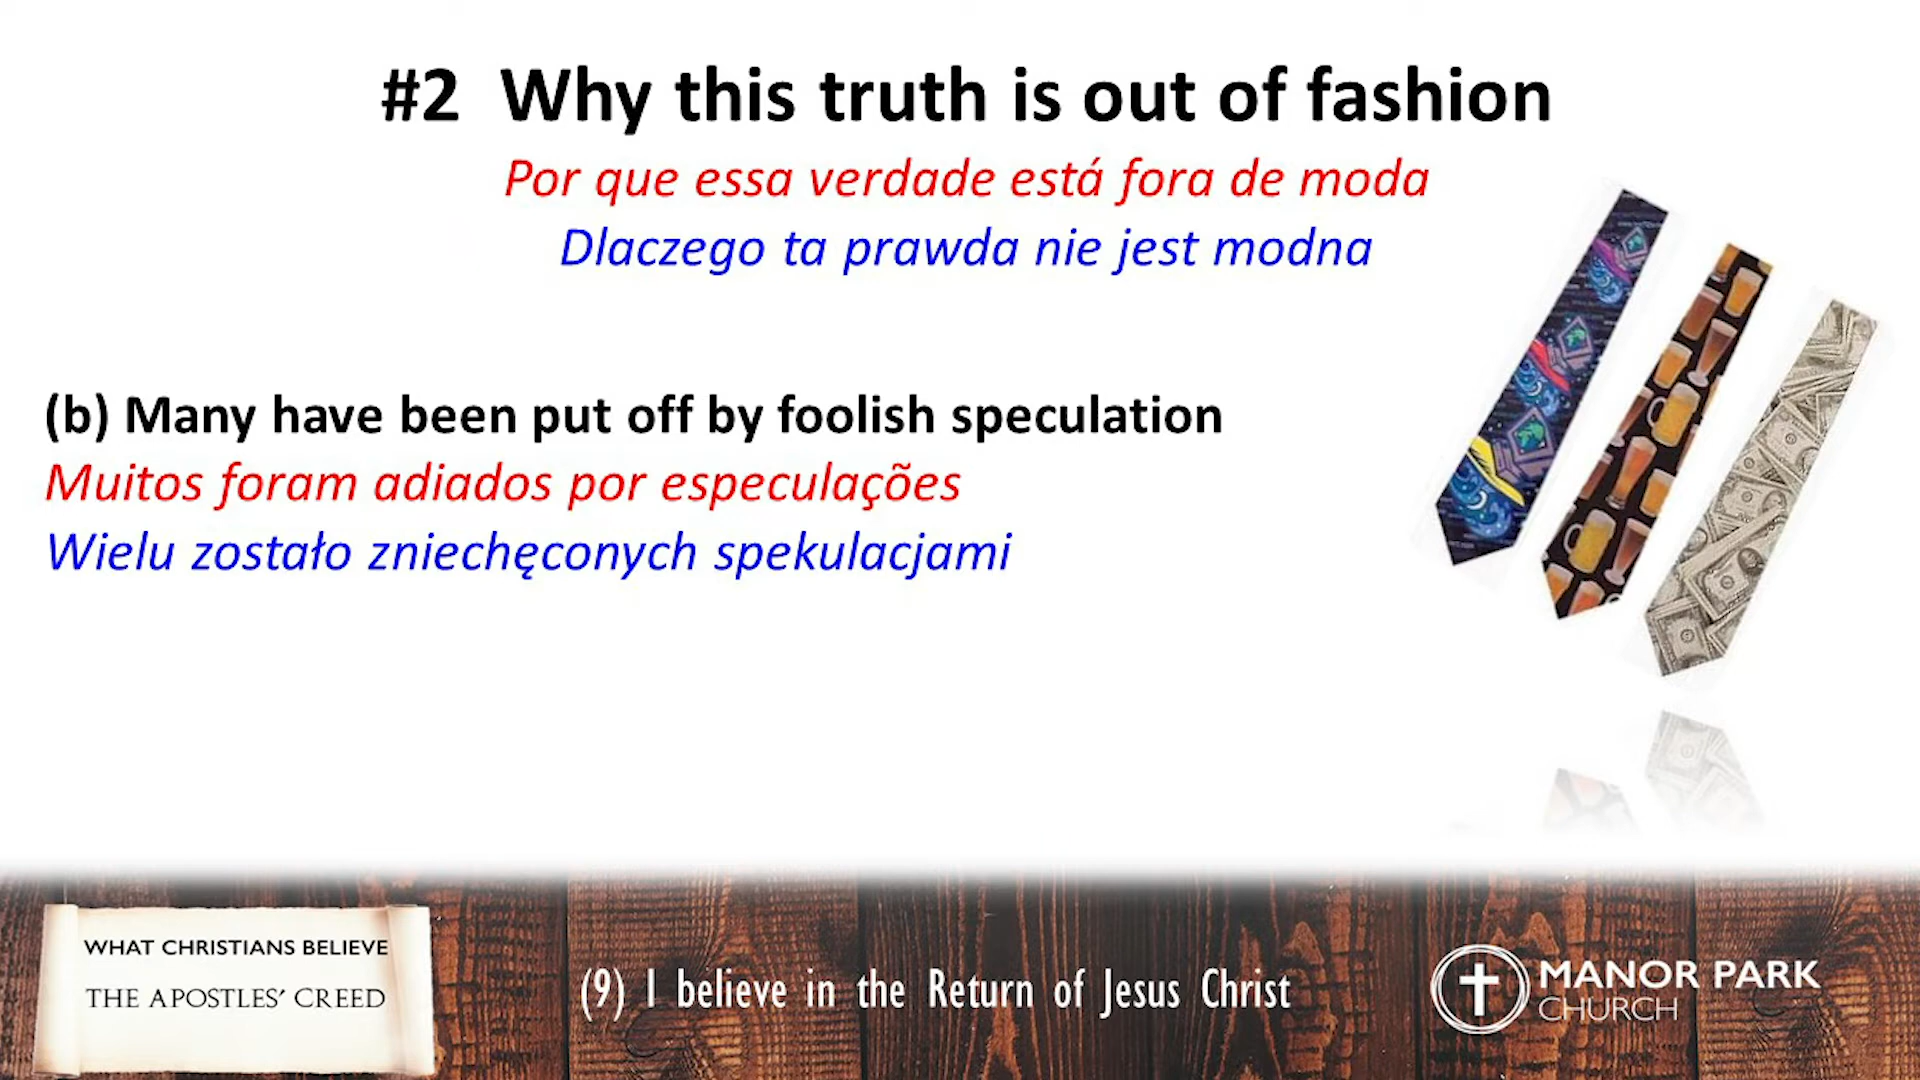 #2 Why this truth is out of fashion
Por que essa verdade está fora de moda
Dlaczego ta prawda nie jest modna
(b) Many have been put off by foolish speculation
Muitos foram adiados por especulações
Wielu zostało zniechęconych spekulacjami
WHAT CHRISTIANS BELIEVE
THE APOSTLES' CREED
(9) I believe in the Return of Jesus Christ
MANOR PARK
CHURCH